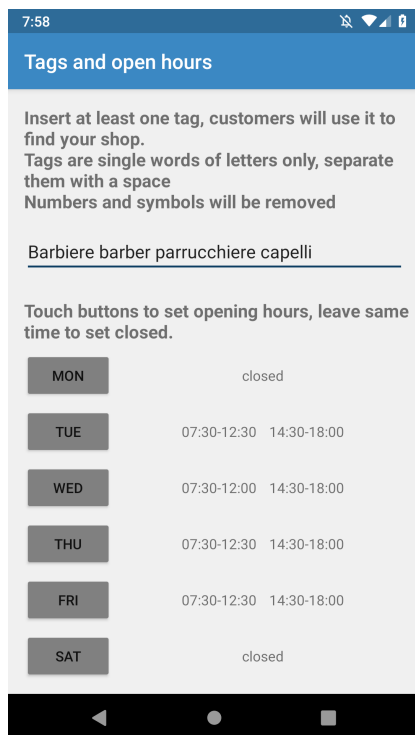 7:58
Tags and open hours
Insert at least one tag, customers will use it to
find your shop.
Tags are single words of letters only, separate
them with a space
Numbers and symbols will be removed
Barbiere barber parrucchiere capelli
Touch buttons to set opening hours, leave same
time to set closed.
MON closed
TUE 07:30-12:30 14:30-18:00
WED 07:30-12:00 14:30-18:00
THU 07:30-12:30 14:30-18:00
FRI 07:30-12:30 14:30-18:00
SAT closed